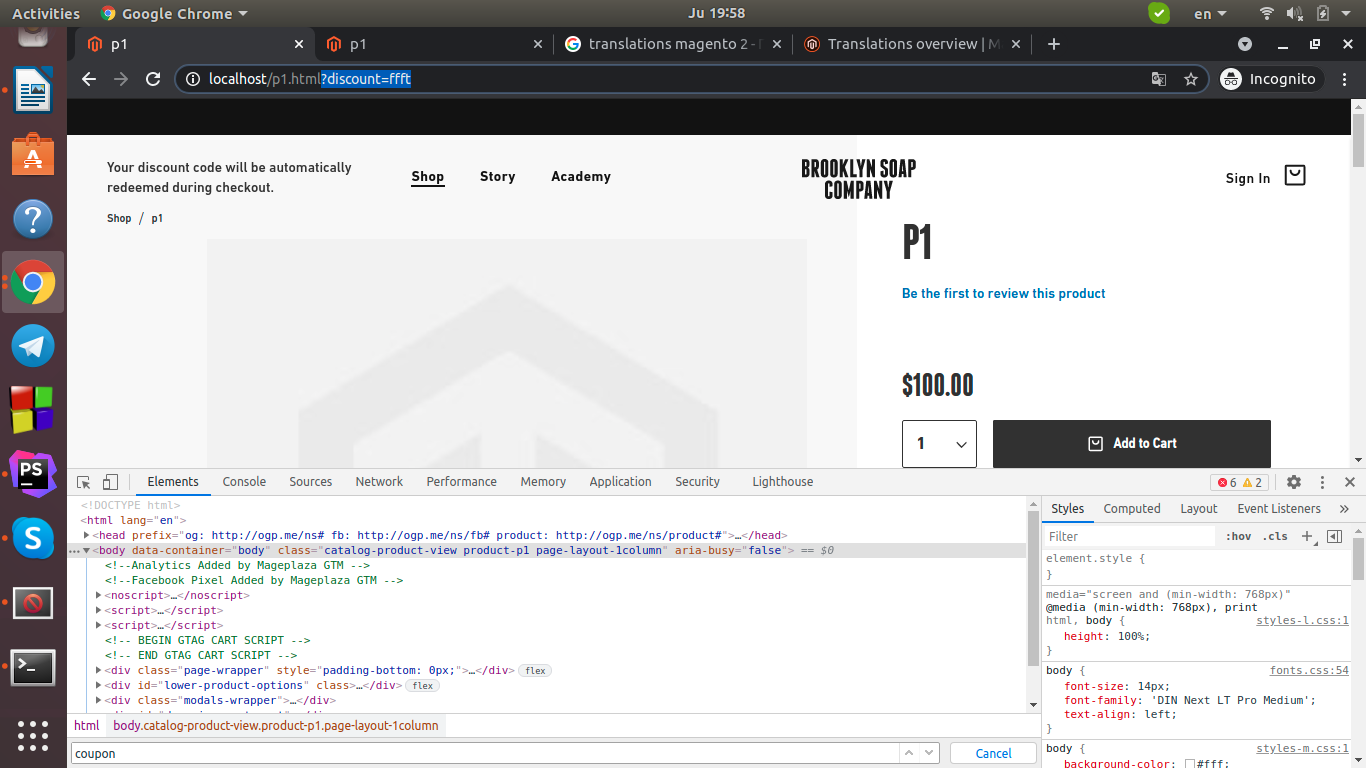 Activities
Google Chrome
Ju 19:58
en
p1
p1
translations magento 2 -
Translations overview | M
localhost/p1.html?discount=ffft
Incognito
Your discount code will be automatically
redeemed during checkout.
Shop
Story
Academy
BROOKLYN SOAP
COMPANY
Sign In
Shop / p1
P1
Be the first to review this product
$100.00
1
Add to Cart
Elements
Console
Sources
Network
Performance
Memory
Application
Security
Lighthouse
6
2
<!DOCTYPE html>
<html lang="en">
<head prefix="og: http://ogp.me/ns# fb: http://ogp.me/ns/fb# product: http://ogp.me/ns/product#">…</head>
<body data-container="body" class="catalog-product-view product-p1 page-layout-1column" aria-busy="false"> == $0
<!--Analytics Added by Mageplaza GTM -->
<!--Facebook Pixel Added by Mageplaza GTM -->
<noscript>…</noscript>
<script>…</script>
<script>…</script>
<!-- BEGIN GTAG CART SCRIPT -->
<!-- END GTAG CART SCRIPT -->
<div class="page-wrapper" style="padding-bottom: 0px;">…</div> flex
<div id="lower-product-options" class>…</div> flex
<div class="modals-wrapper">…</div>
html
body.catalog-product-view.product-p1.page-layout-1column
coupon
Cancel
Styles
Computed
Layout
Event Listeners
»
Filter
:hov
.cls
element.style {
}
media="screen and (min-width: 768px)"
@media (min-width: 768px), print
html, body {
styles-l.css:1
height: 100%;
}
body {
fonts.css:54
font-size: 14px;
font-family: 'DIN Next LT Pro Medium';
text-align: left;
}
body {
styles-m.css:1
background-color: #fff;
PS